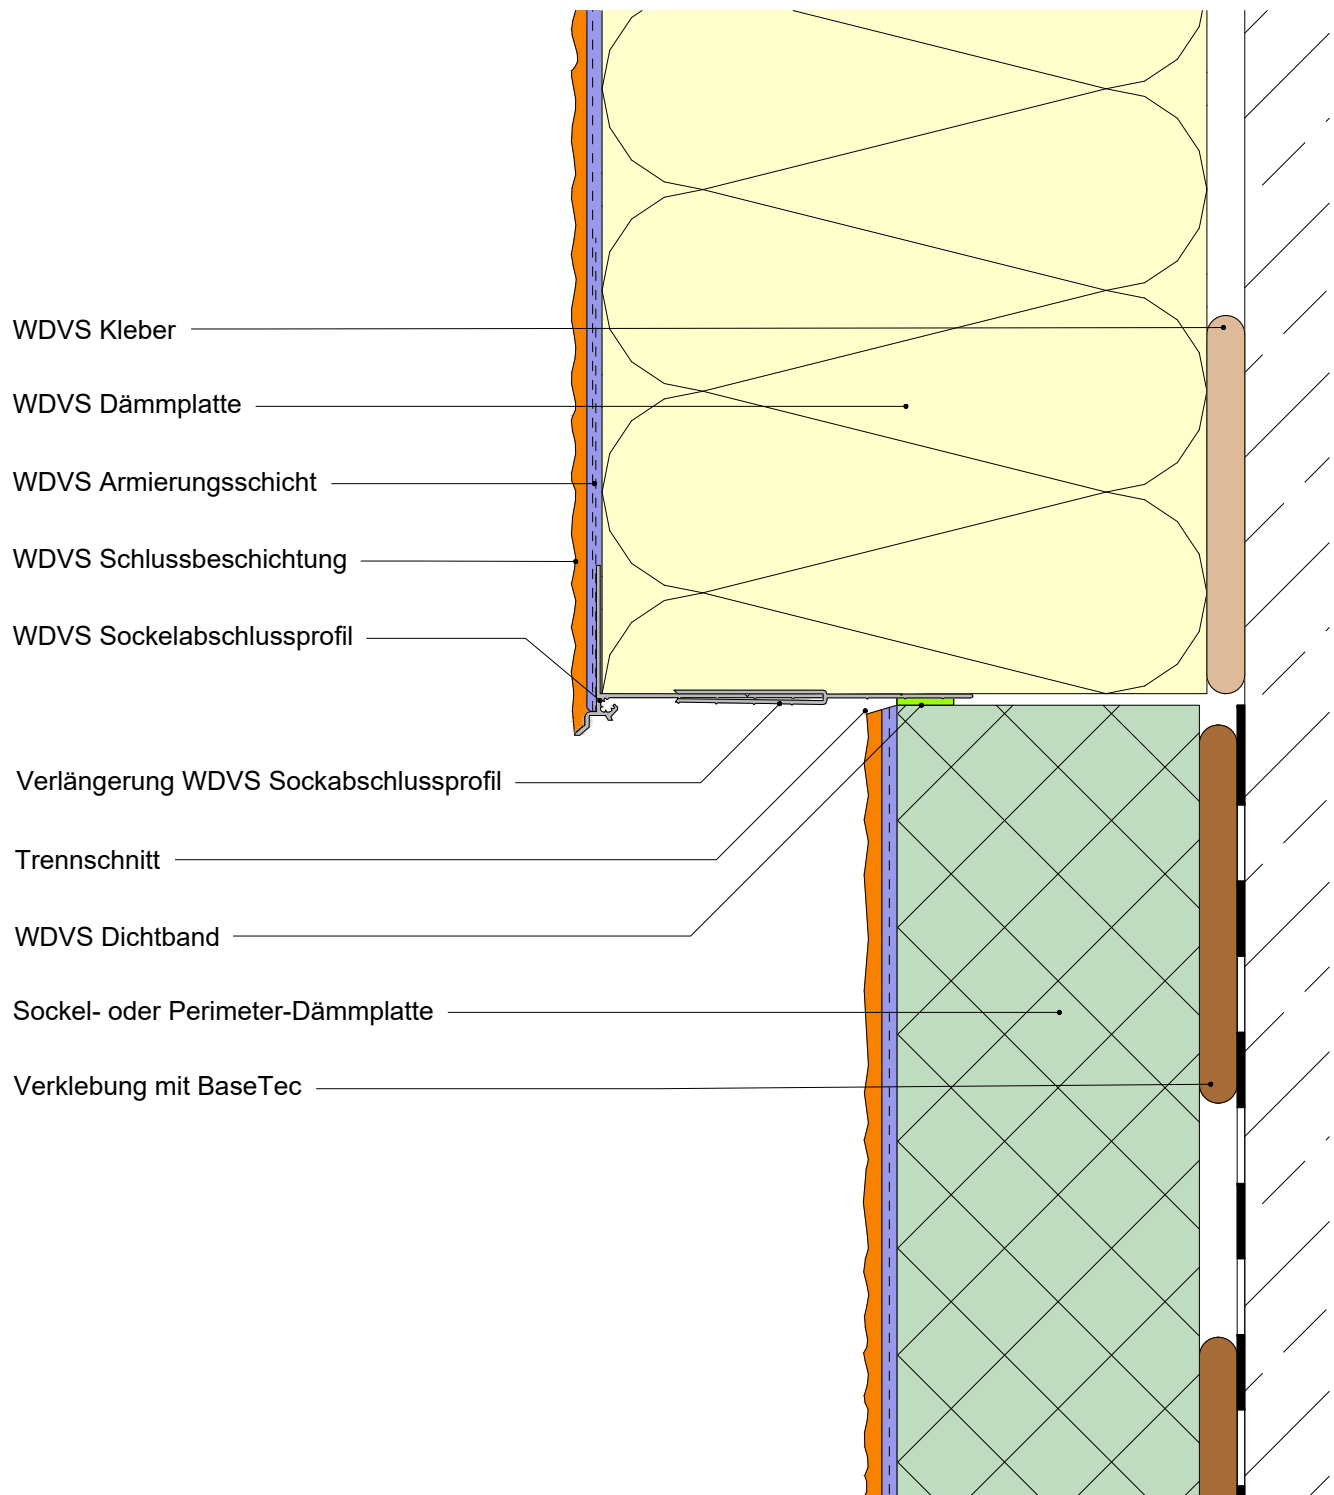 WDVS Kleber
WDVS Dämmplatte
WDVS Armierungsschicht
WDVS Schlussbeschichtung
WDVS Sockelabschlussprofil
Verlängerung WDVS Sockabschlussprofil
Trennschnitt
WDVS Dichtband
Sockel- oder Perimeter-Dämmplatte
Verklebung mit BaseTec